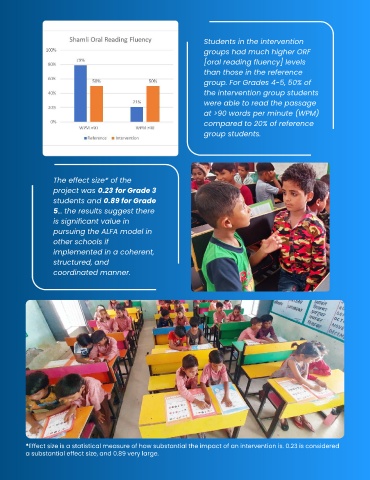 Shamli Oral Reading Fluency
100%
80%
60%
40%
20%
0%
79%
50%
21%
50%
Reference
Intervention
Students in the intervention
groups had much higher ORF
[oral reading fluency] levels
than those in the reference
group. For Grades 4-5, 50% of
the intervention group students
were able to read the passage
at >90 words per minute (WPM)
compared to 20% of reference
group students.
The effect size* of the
project was 0.23 for Grade 3
students and 0.89 for Grade
5,.. the results suggest there
is significant value in
pursuing the ALFA model in
other schools if
implemented in a coherent,
structured, and
coordinated manner.
*Effect size is a statistical measure of how substantial the impact of an intervention is. 0.23 is considered
a substantial effect size, and 0.89 very large.